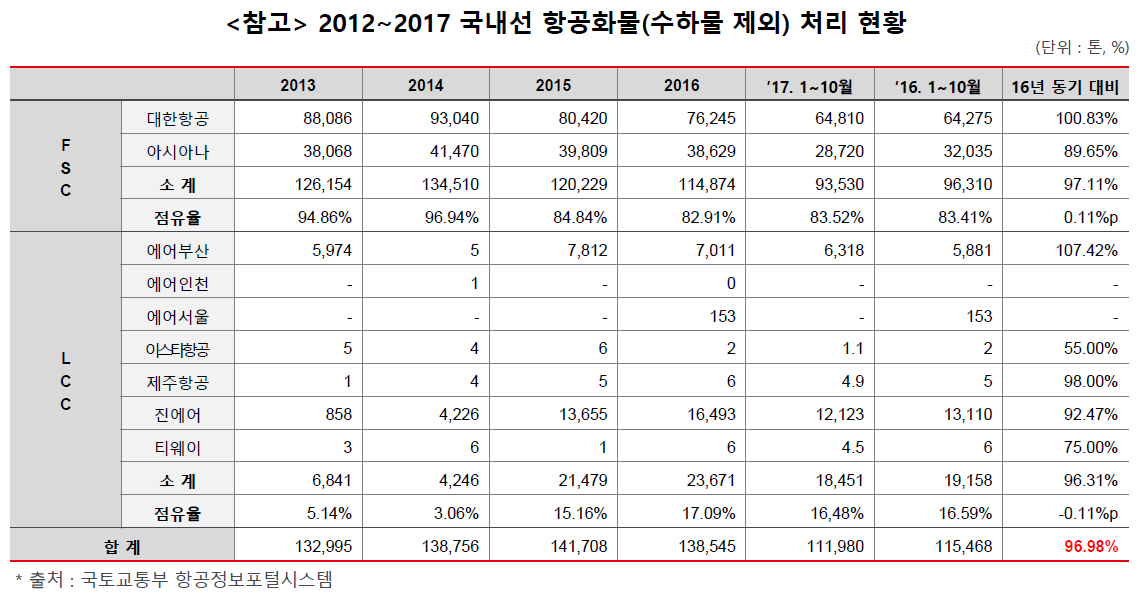 <참고> 2012~2017 국내선 항공화물(수하물 제외) 처리 현황
(단위 : 톤, %)
2013 2014 2015 2016 ′17. 1~10월 ′16. 1~10월 16년 동기 대비
FSC
대한항공 88,086 93,040 80,420 76,245 64,810 64,275 100.83%
아시아나 38,068 41,470 39,809 38,629 28,720 32,035 89.65%
소 계 126,154 134,510 120,229 114,874 93,530 96,310 97.11%
점유율 94.86% 96.94% 84.84% 82.91% 83.52% 83.41% 0.11%p
LCC
에어부산 5,974 5 7,812 7,011 6,318 5,881 107.42%
에어인천 - 1 - 0 - - -
에어서울 - - - 153 - 153 -
이스타항공 5 4 6 2 1.1 2 55.00%
제주항공 1 4 5 6 4.9 5 98.00%
진에어 858 4,226 13,655 16,493 12,123 13,110 92.47%
티웨이 3 6 1 6 4.5 6 75.00%
소 계 6,841 4,246 21,479 23,671 18,451 19,158 96.31%
점유율 5.14% 3.06% 15.16% 17.09% 16,48% 16.59% -0.11%p
합 계 132,995 138,756 141,708 138,545 111,980 115,468 96.98%
* 출처 : 국토교통부 항공정보포털시스템